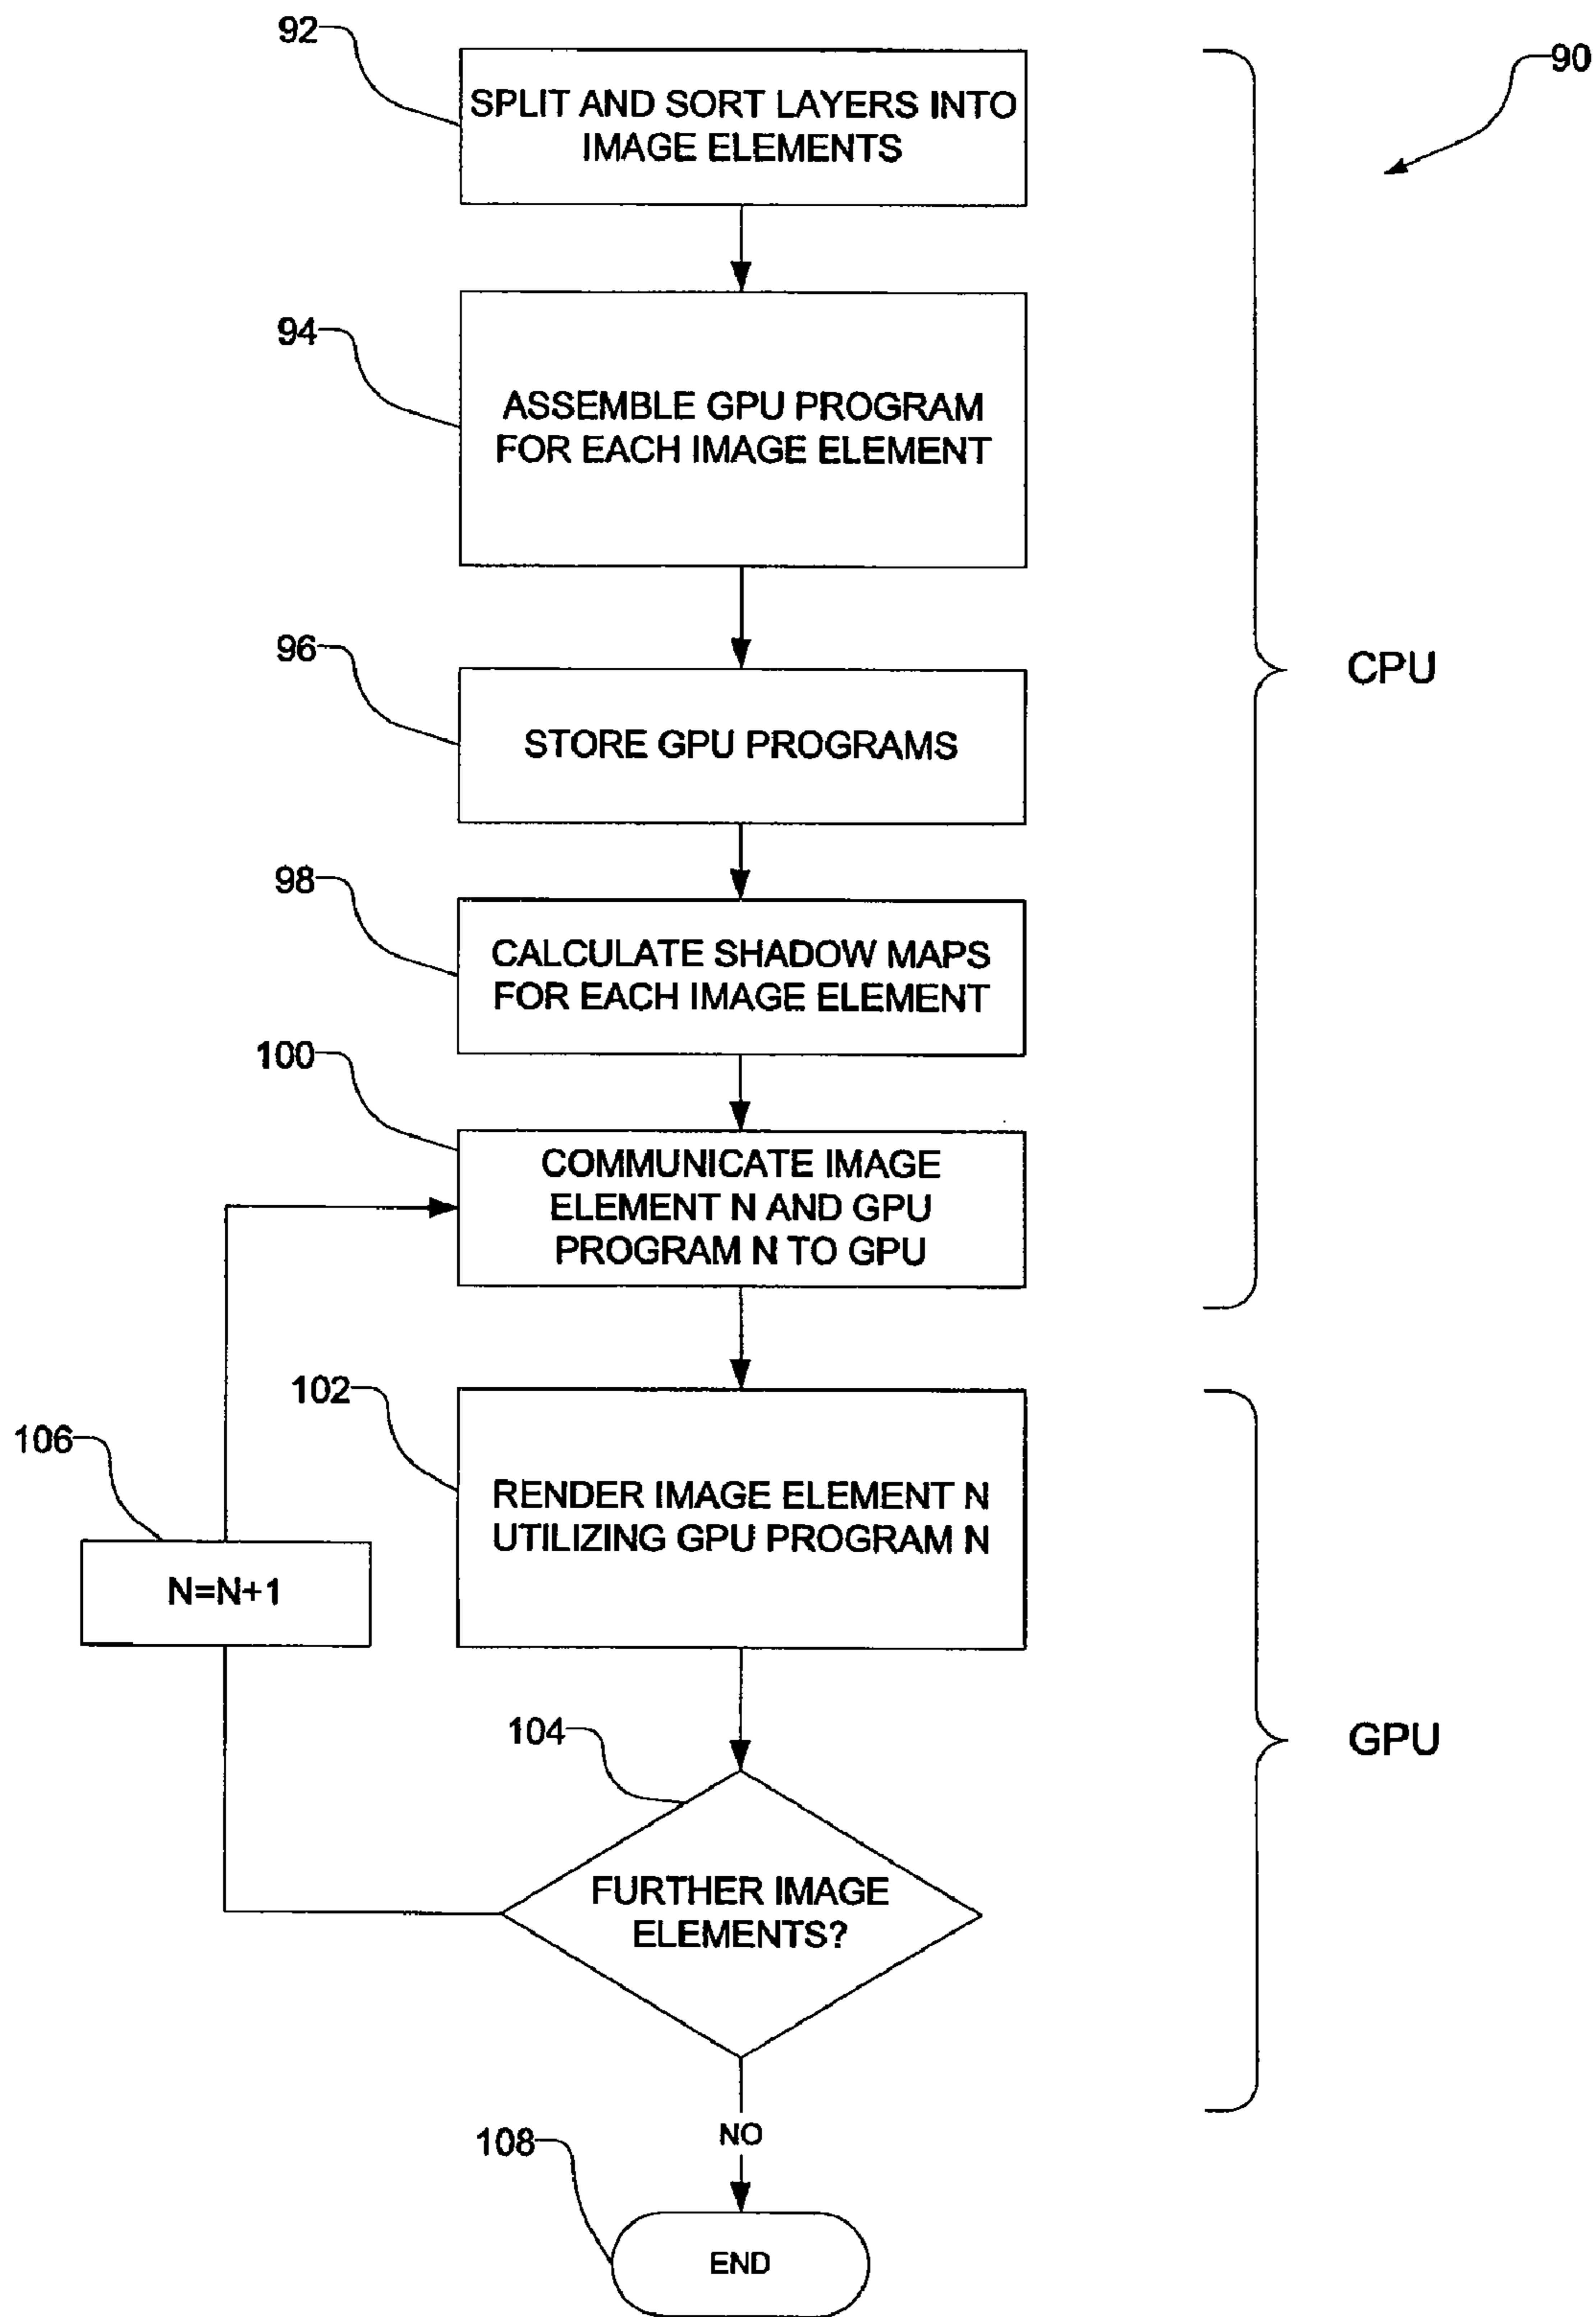 92
90
SPLIT AND SORT LAYERS INTO
IMAGE ELEMENTS
94
ASSEMBLE GPU PROGRAM
FOR EACH IMAGE ELEMENT
96
CPU
STORE GPU PROGRAMS
98
CALCULATE SHADOW MAPS
FOR EACH IMAGE ELEMENT
100
COMMUNICATE IMAGE
ELEMENT N AND GPU
PROGRAM N TO GPU
102
106
RENDER IMAGE ELEMENT N
UTILIZING GPU PROGRAM N
N=N+1
104
GPU
FURTHER IMAGE
ELEMENTS?
NO
108
END